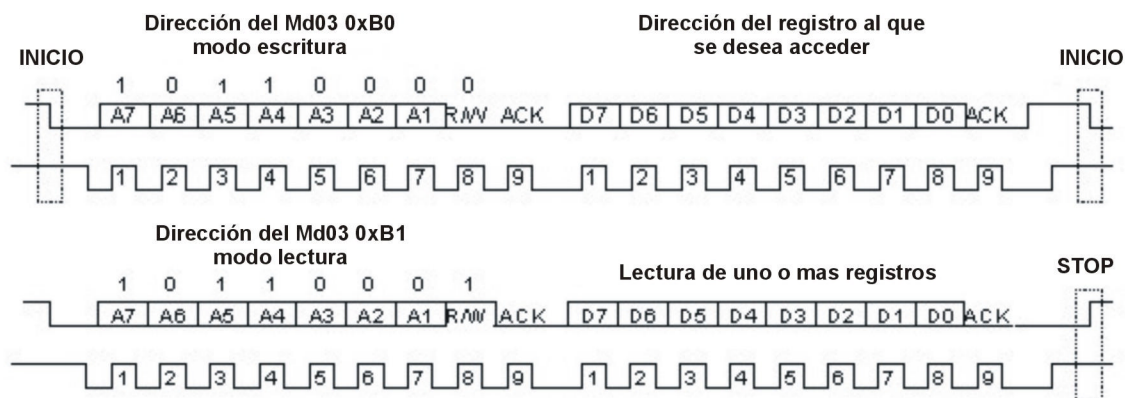 Dirección del Md03 0xB0
modo escritura
Dirección del registro al que
se desea acceder
INICIO
INICIO
1 0 1 1 0 0 0 0
A7 A6 A5 A4 A3 A2 A1 R/W ACK D7 D6 D5 D4 D3 D2 D1 D0 ACK
1 2 3 4 5 6 7 8 9 1 2 3 4 5 6 7 8 9
Dirección del Md03 0xB1
modo lectura
Lectura de uno o mas registros
STOP
1 0 1 1 0 0 0 1
A7 A6 A5 A4 A3 A2 A1 R/W ACK D7 D6 D5 D4 D3 D2 D1 D0 ACK
1 2 3 4 5 6 7 8 9 1 2 3 4 5 6 7 8 9